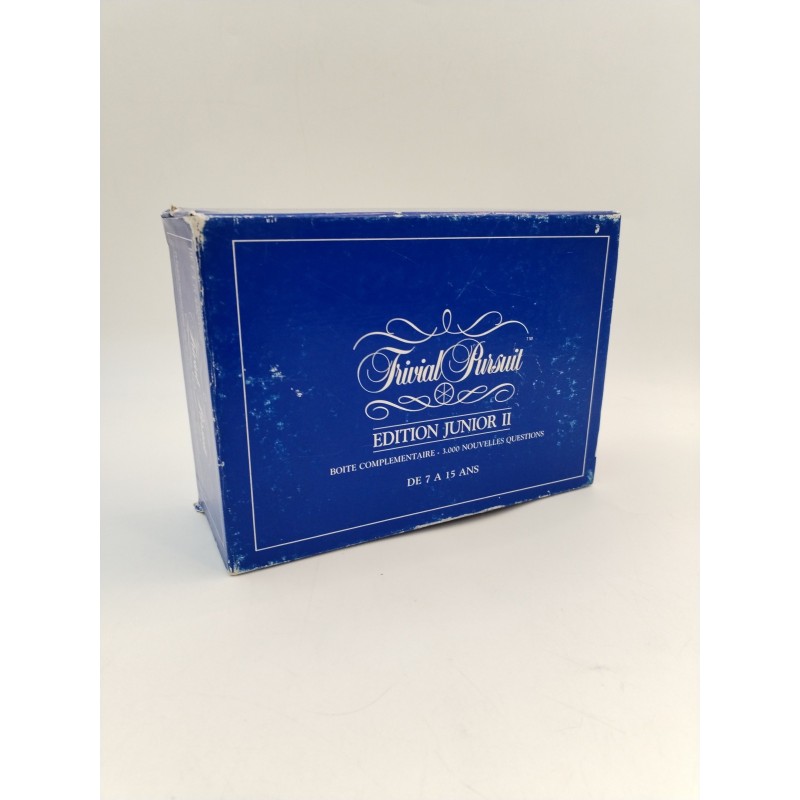 Trivial Pursuit TM
EDITION JUNIOR II
BOITE COMPLEMENTAIRE · 3.000 NOUVELLES QUESTIONS
DE 7 A 15 ANS